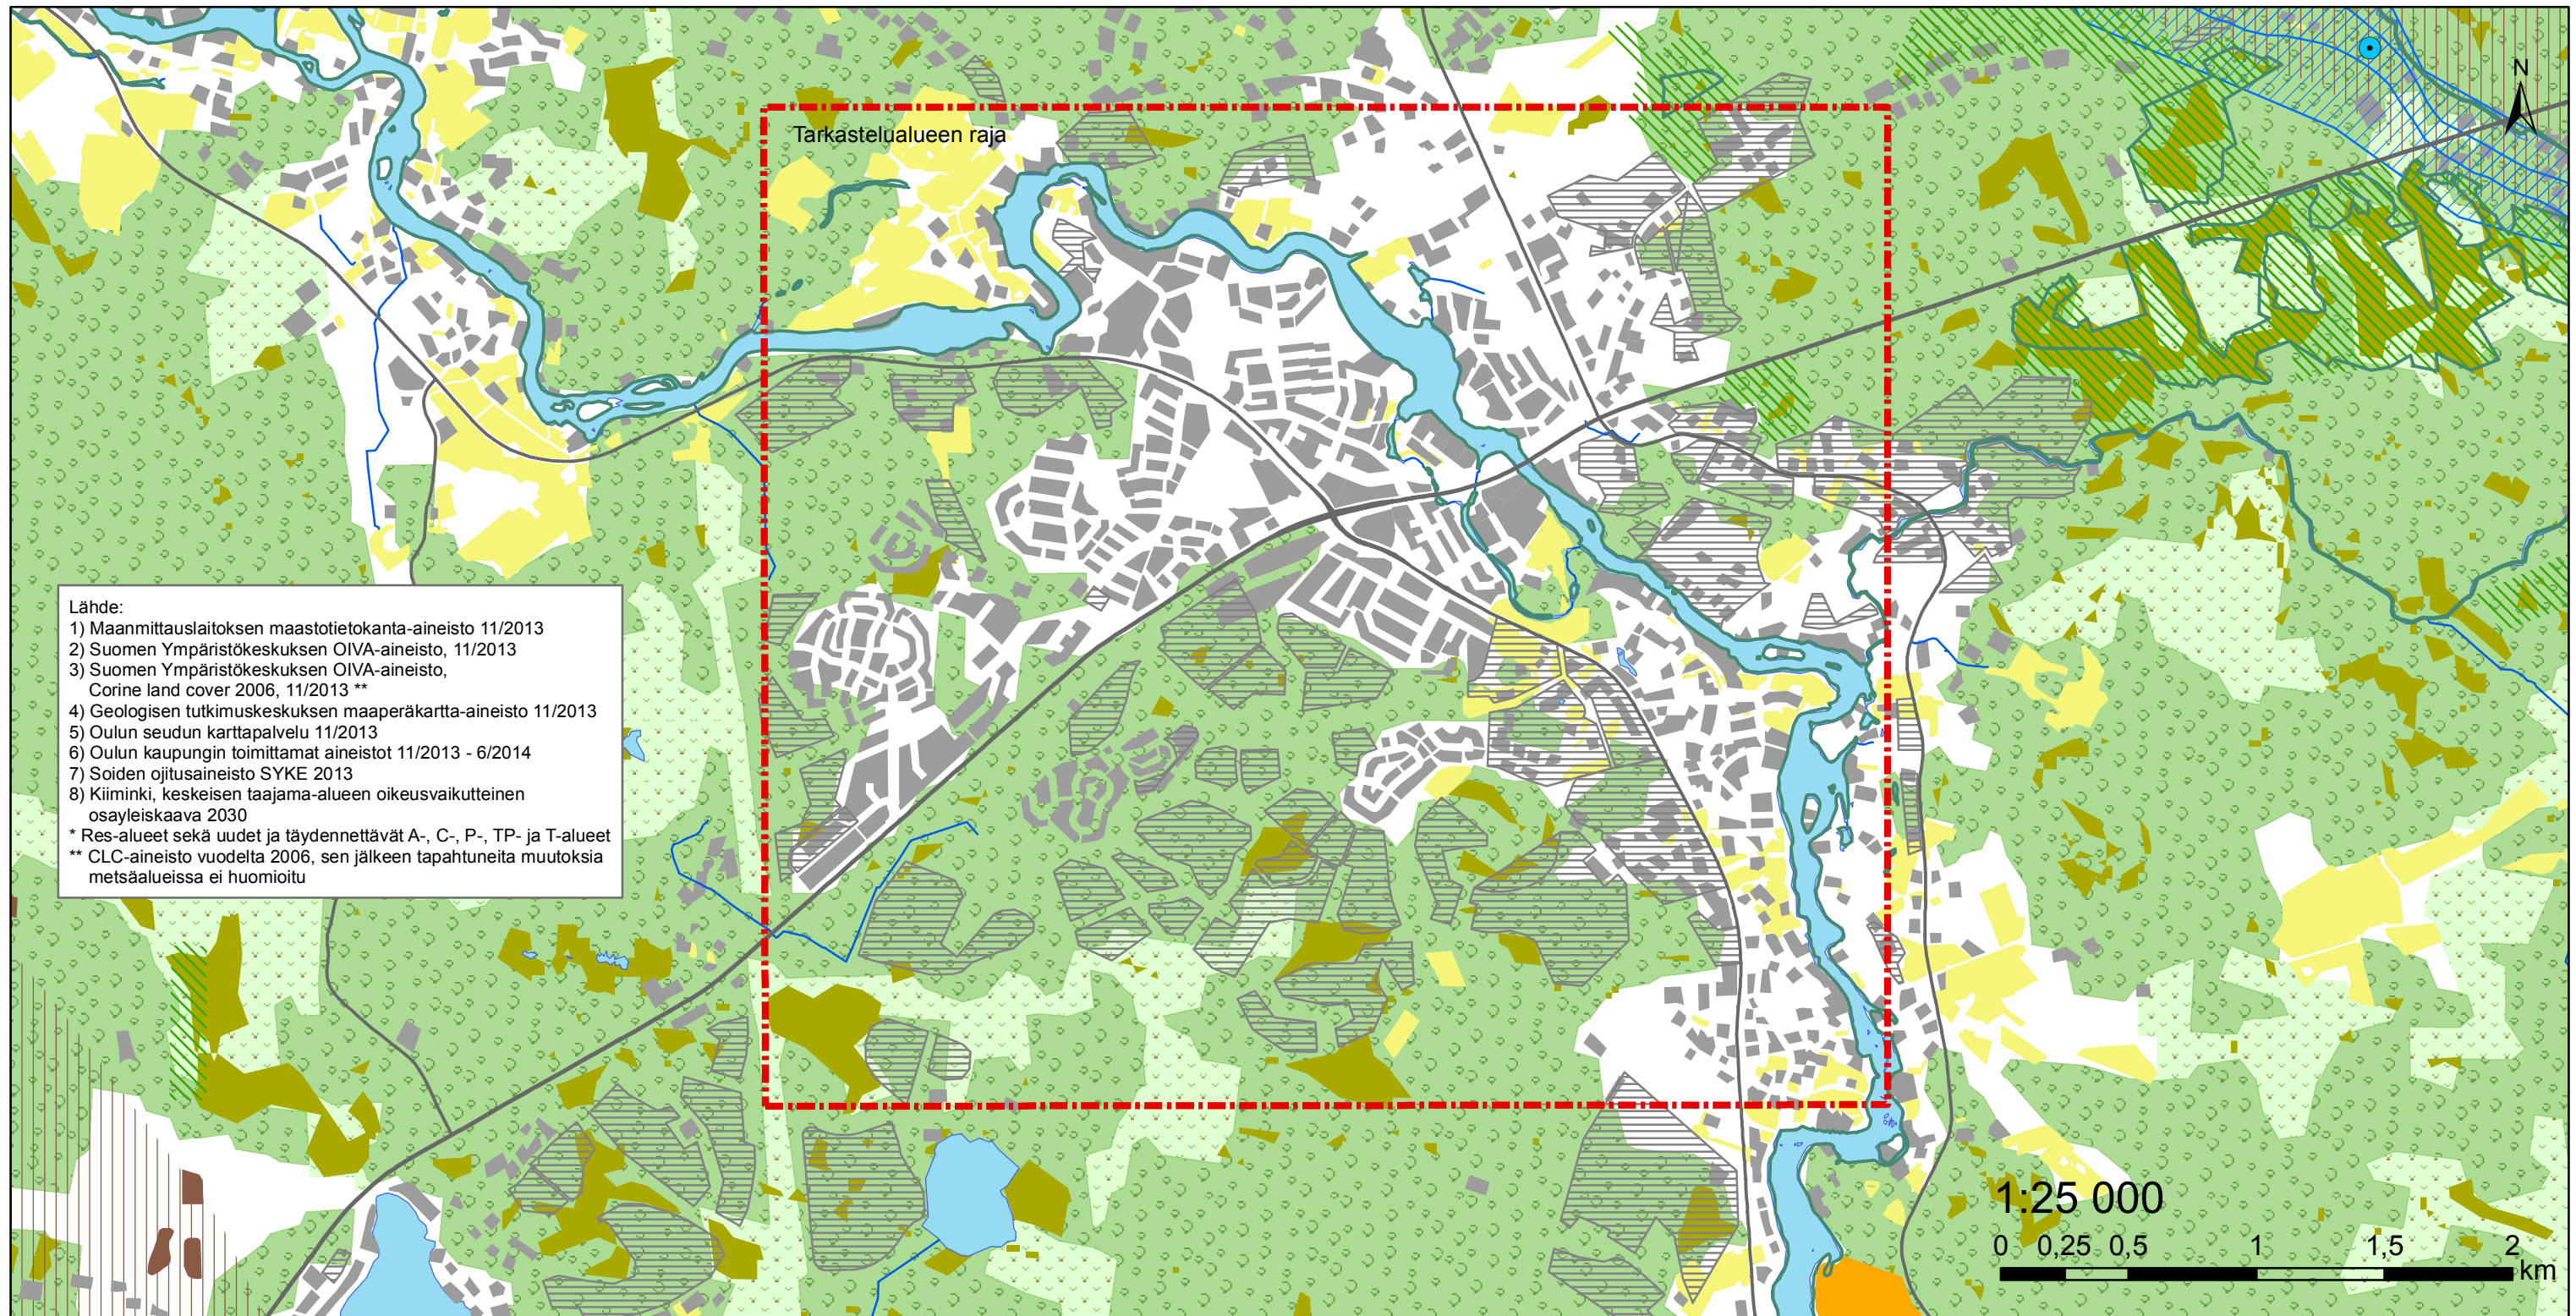 N
Tarkastelualueen raja
Lähde:
1) Maanmittauslaitoksen maastotietokanta-aineisto 11/2013
2) Suomen Ympäristökeskuksen OIVA-aineisto, 11/2013
3) Suomen Ympäristökeskuksen OIVA-aineisto,
Corine land cover 2006, 11/2013 **
4) Geologisen tutkimuskeskuksen maaperäkartta-aineisto 11/2013
5) Oulun seudun karttapalvelu 11/2013
6) Oulun kaupungin toimittamat aineistot 11/2013 - 6/2014
7) Soiden ojitusaineisto SYKE 2013
8) Kiiminki, keskeisen taajama-alueen oikeusvaikutteinen
osayleiskaava 2030
* Res-alueet sekä uudet ja täydennettävät A-, C-, P-, TP- ja T-alueet
** CLC-aineisto vuodelta 2006, sen jälkeen tapahtuneita muutoksia
metsäalueissa ei huomioitu
1:25 000
0 0,25 0,5 1 1,5 2
km